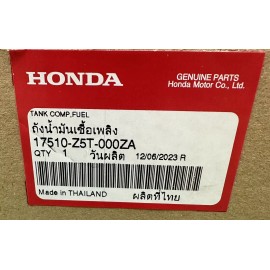 HONDA
GENUINE PARTS
Honda Motor Co., Ltd.
TANK COMP,FUEL
ถังน้ำมันเชื้อเพลิง
17510-Z5T-000ZA
QTY 1 วันผลิต 12/06/2023 R
Made in THAILAND ผลิตที่ไทย